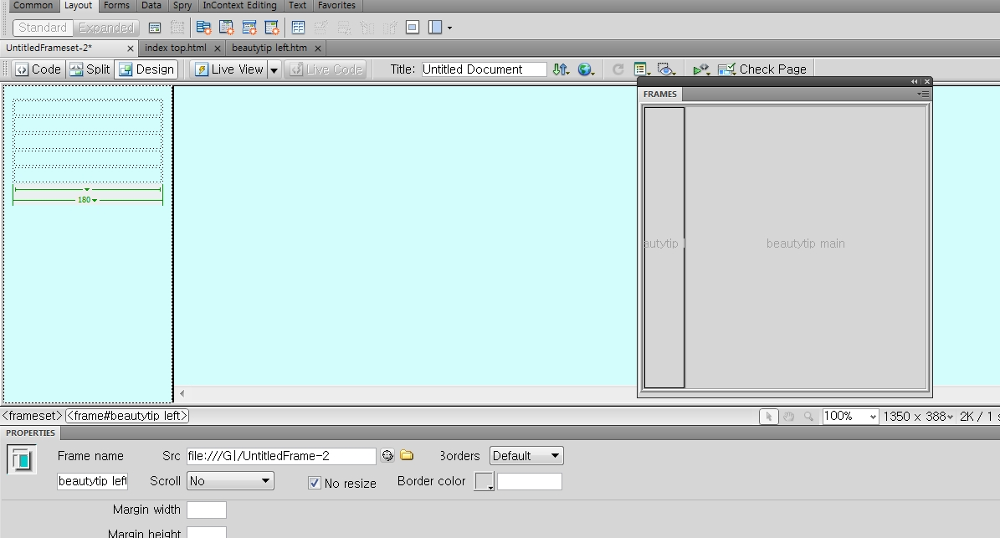 Common Layout Forms Data Spry InContext Editing Text Favorites
Standard Expanded
UntitledFrameset-2* × index top.html × beautytip left.htm ×
Code Split Design Live View Live Code Title: Untitled Document Check Page
FRAMES
180
autytip beautytip main
<frameset> <frame#beautytip left> 100% 1350 x 388 2K / 1 s
PROPERTIES
Frame name Src file:///G|/UntitledFrame-2 Borders Default
beautytip left Scroll No No resize Border color
Margin width
Margin height